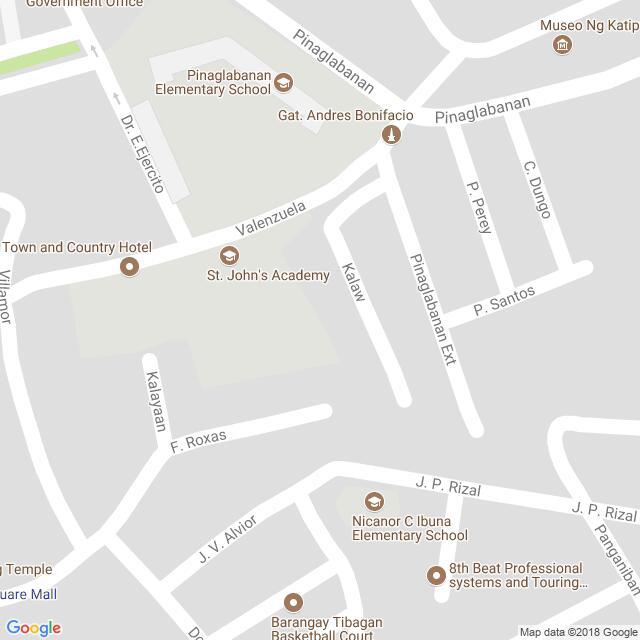 Government Office
Museo Ng Katip
Pinaglabanan
Pinaglabanan
Elementary School
Gat. Andres Bonifacio
Pinaglabanan
Dr. E.Ejercito
C. Dungo
P. Perey
Valenzuela
Town and Country Hotel
St. John's Academy
Kalaw
Villamor
Pinaglabanan Ext
P. Santos
Kalayaan
F. Roxas
J. P. Rizal
J. P. Rizal
J. V. Alvior
Nicanor C Ibuna
Elementary School
Panganiban
g Temple
quare Mall
8th Beat Professional
systems and Touring...
Barangay Tibagan
Basketball Court
Do
Google
Map data ©2018 Google